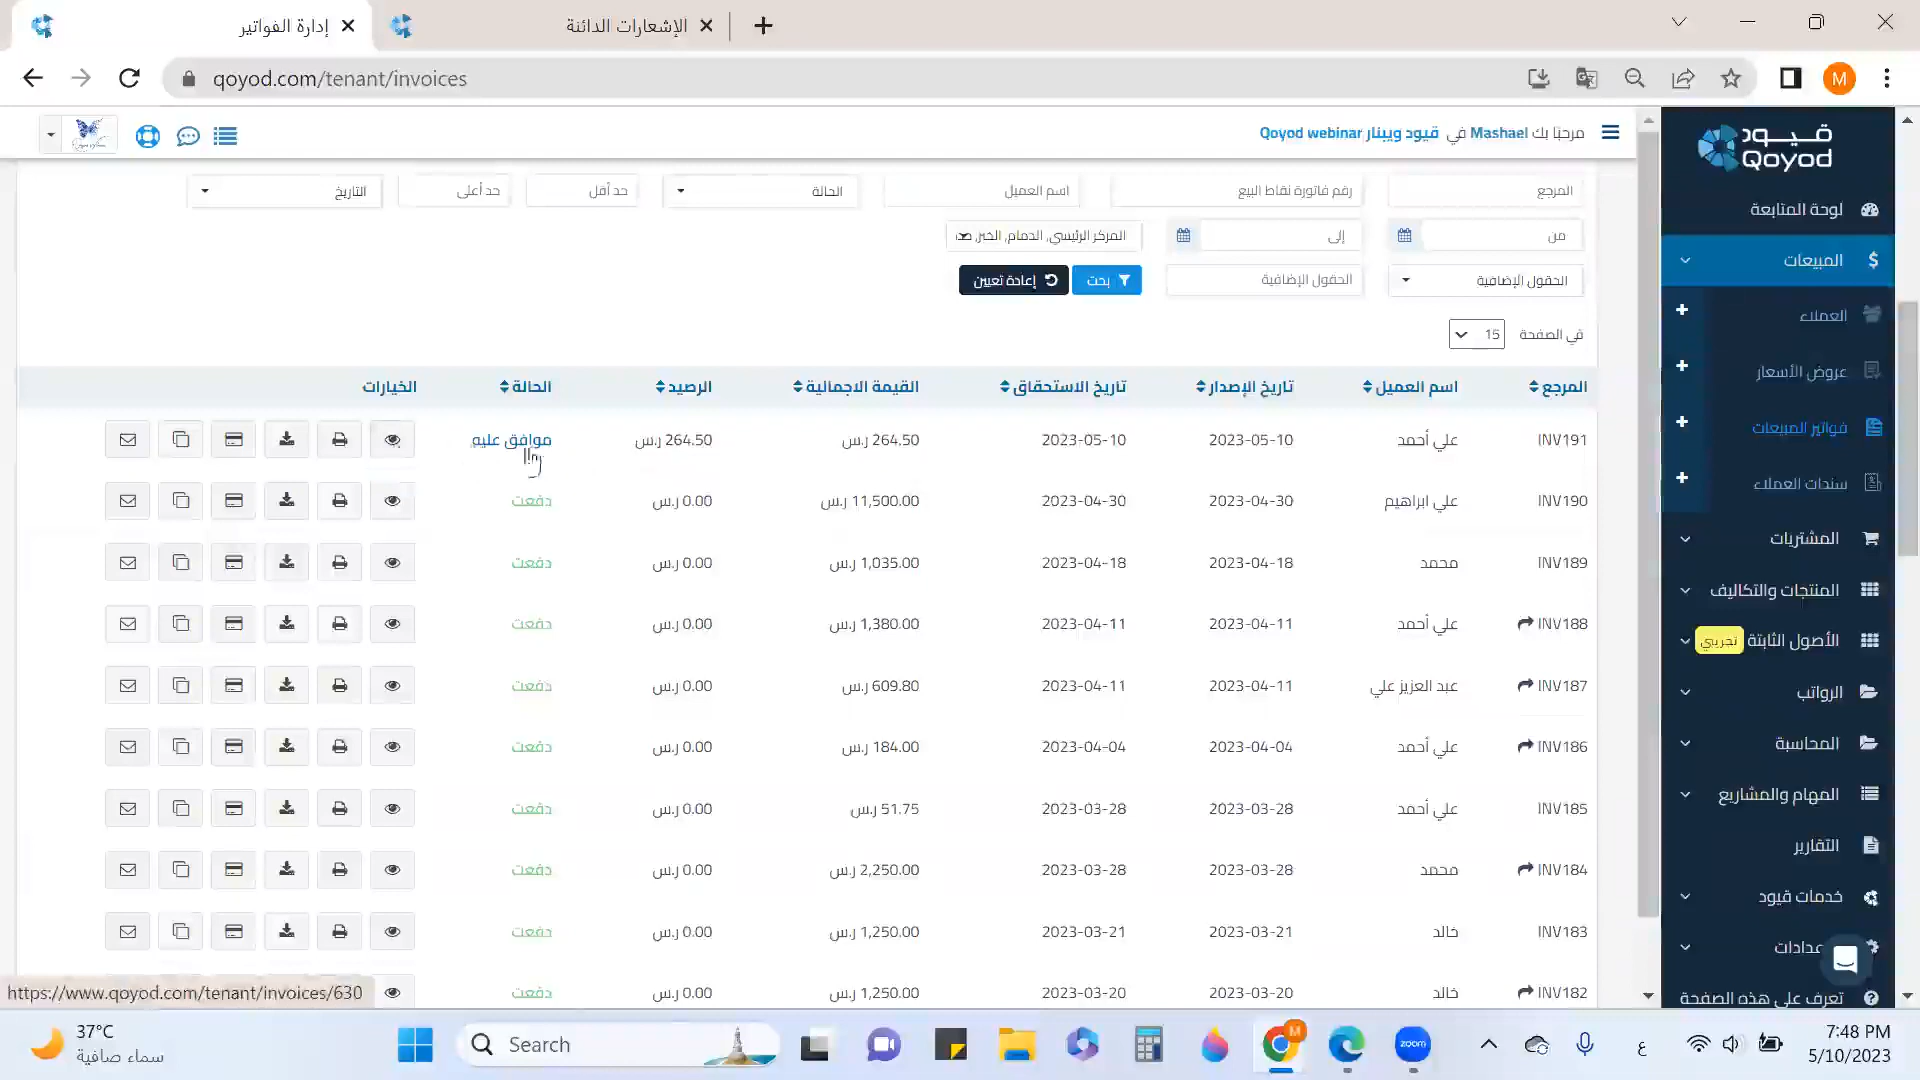 إدارة الفواتير
الإشعارات الدائنة
qoyod.com/tenant/invoices
M
مرحبًا بك Mashael في قيود ويبنار Qoyod webinar
قيود
Qoyod
المرجع
رقم فاتورة نقاط البيع
اسم العميل
الحالة
حد أقل
حد أعلى
التاريخ
من
إلى
المركز الرئيسي, الدمام, الخبر,
الحقول الإضافية
الحقول الإضافية
بحث
إعادة تعيين
في الصفحة 15
المرجع اسم العميل تاريخ الإصدار تاريخ الاستحقاق القيمة الاجمالية الرصيد الحالة الخيارات
INV191 علي أحمد 2023-05-10 2023-05-10 264.50 ر.س 264.50 ر.س موافق عليه
INV190 علي ابراهيم 2023-04-30 2023-04-30 11,500.00 ر.س 0.00 ر.س دفعت
INV189 محمد 2023-04-18 2023-04-18 1,035.00 ر.س 0.00 ر.س دفعت
INV188 علي أحمد 2023-04-11 2023-04-11 1,380.00 ر.س 0.00 ر.س دفعت
INV187 عبد العزيز علي 2023-04-11 2023-04-11 609.80 ر.س 0.00 ر.س دفعت
INV186 علي أحمد 2023-04-04 2023-04-04 184.00 ر.س 0.00 ر.س دفعت
INV185 علي أحمد 2023-03-28 2023-03-28 51.75 ر.س 0.00 ر.س دفعت
INV184 محمد 2023-03-28 2023-03-28 2,250.00 ر.س 0.00 ر.س دفعت
INV183 خالد 2023-03-21 2023-03-21 1,250.00 ر.س 0.00 ر.س دفعت
INV182 خالد 2023-03-20 2023-03-20 1,250.00 ر.س 0.00 ر.س دفعت
لوحة المتابعة
المبيعات
العملاء
عروض الأسعار
فواتير المبيعات
سندات العملاء
المشتريات
المنتجات والتكاليف
الأصول الثابتة تجريبي
الرواتب
المحاسبة
المهام والمشاريع
التقارير
خدمات قيود
عدادات
تعرف على هذه الصفحة
https://www.qoyod.com/tenant/invoices/630
37°C
سماء صافية
Search
M
zoom
ع
7:48 PM
5/10/2023